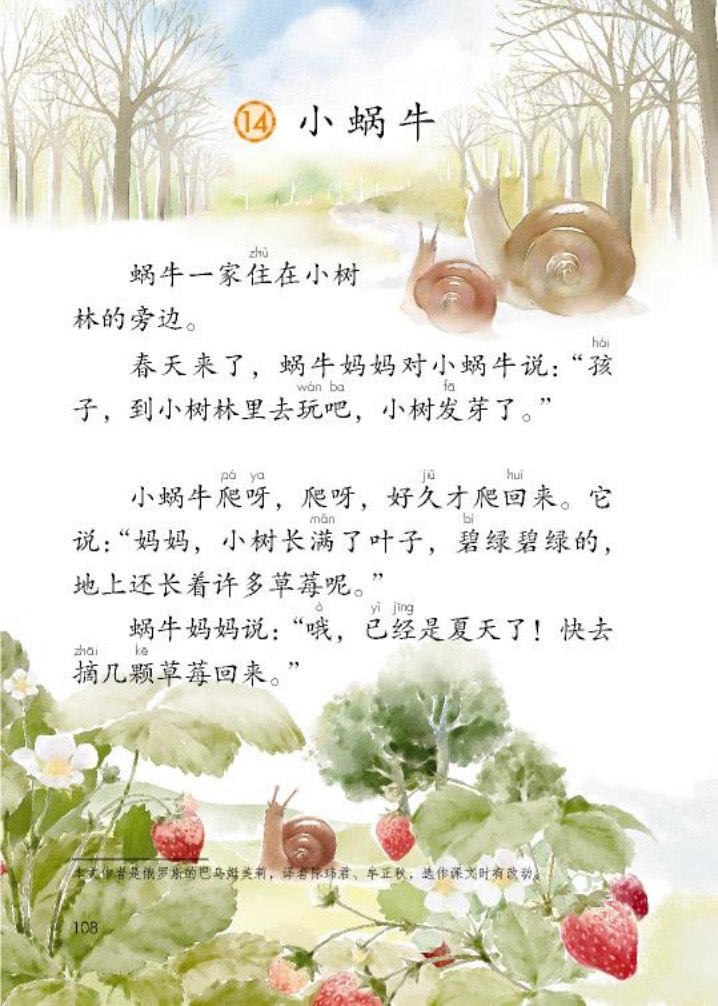 14 小蜗牛
zhù
蜗牛一家住在小树
林的旁边。
hái
春天来了，蜗牛妈妈对小蜗牛说：“孩
wán ba fā
子，到小树林里去玩吧，小树发芽了。”
pá ya jiǔ huí
小蜗牛爬呀，爬呀，好久才爬回来。它
mǎn bì
说：“妈妈，小树长满了叶子，碧绿碧绿的，
地上还长着许多草莓呢。”
ò yǐ jīng
蜗牛妈妈说：“哦，已经是夏天了！快去
zhāi kē
摘几颗草莓回来。”
本文作者是俄罗斯的巴乌姆美莉，译者陈玮君、牟正秋，选作课文时有改动。
108